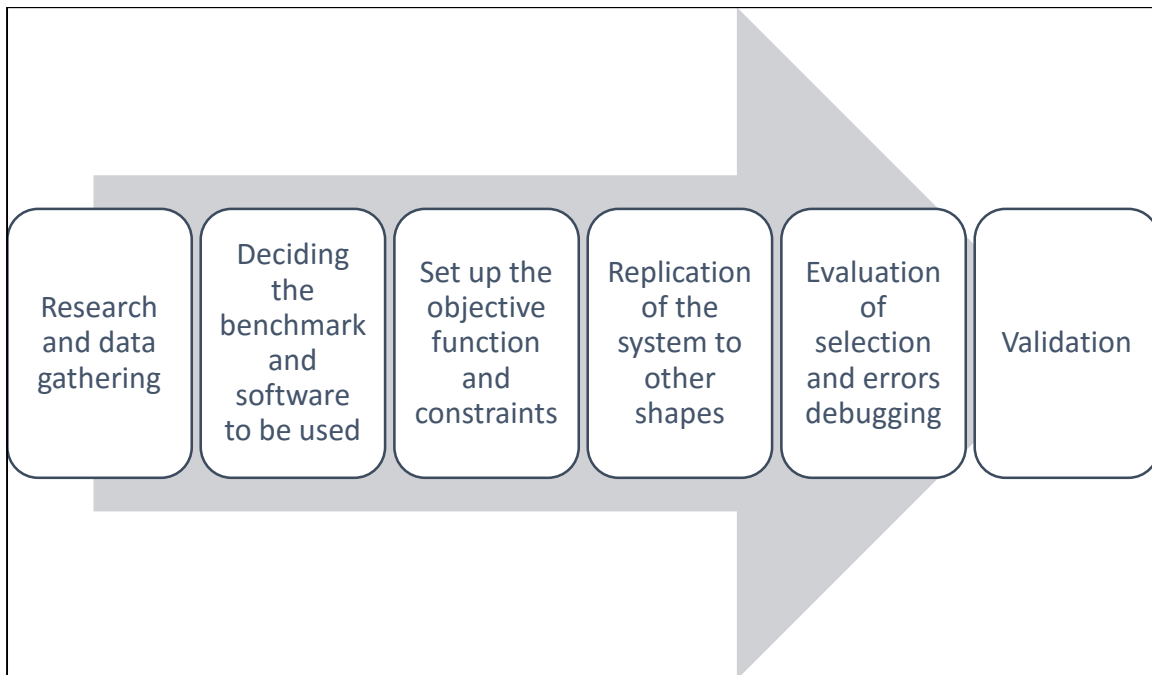 Research
and data
gathering
Deciding
the
benchmark
and
software
to be used
Set up the
objective
function
and
constraints
Replication
of the
system to
other
shapes
Evaluation
of
selection
and errors
debugging
Validation